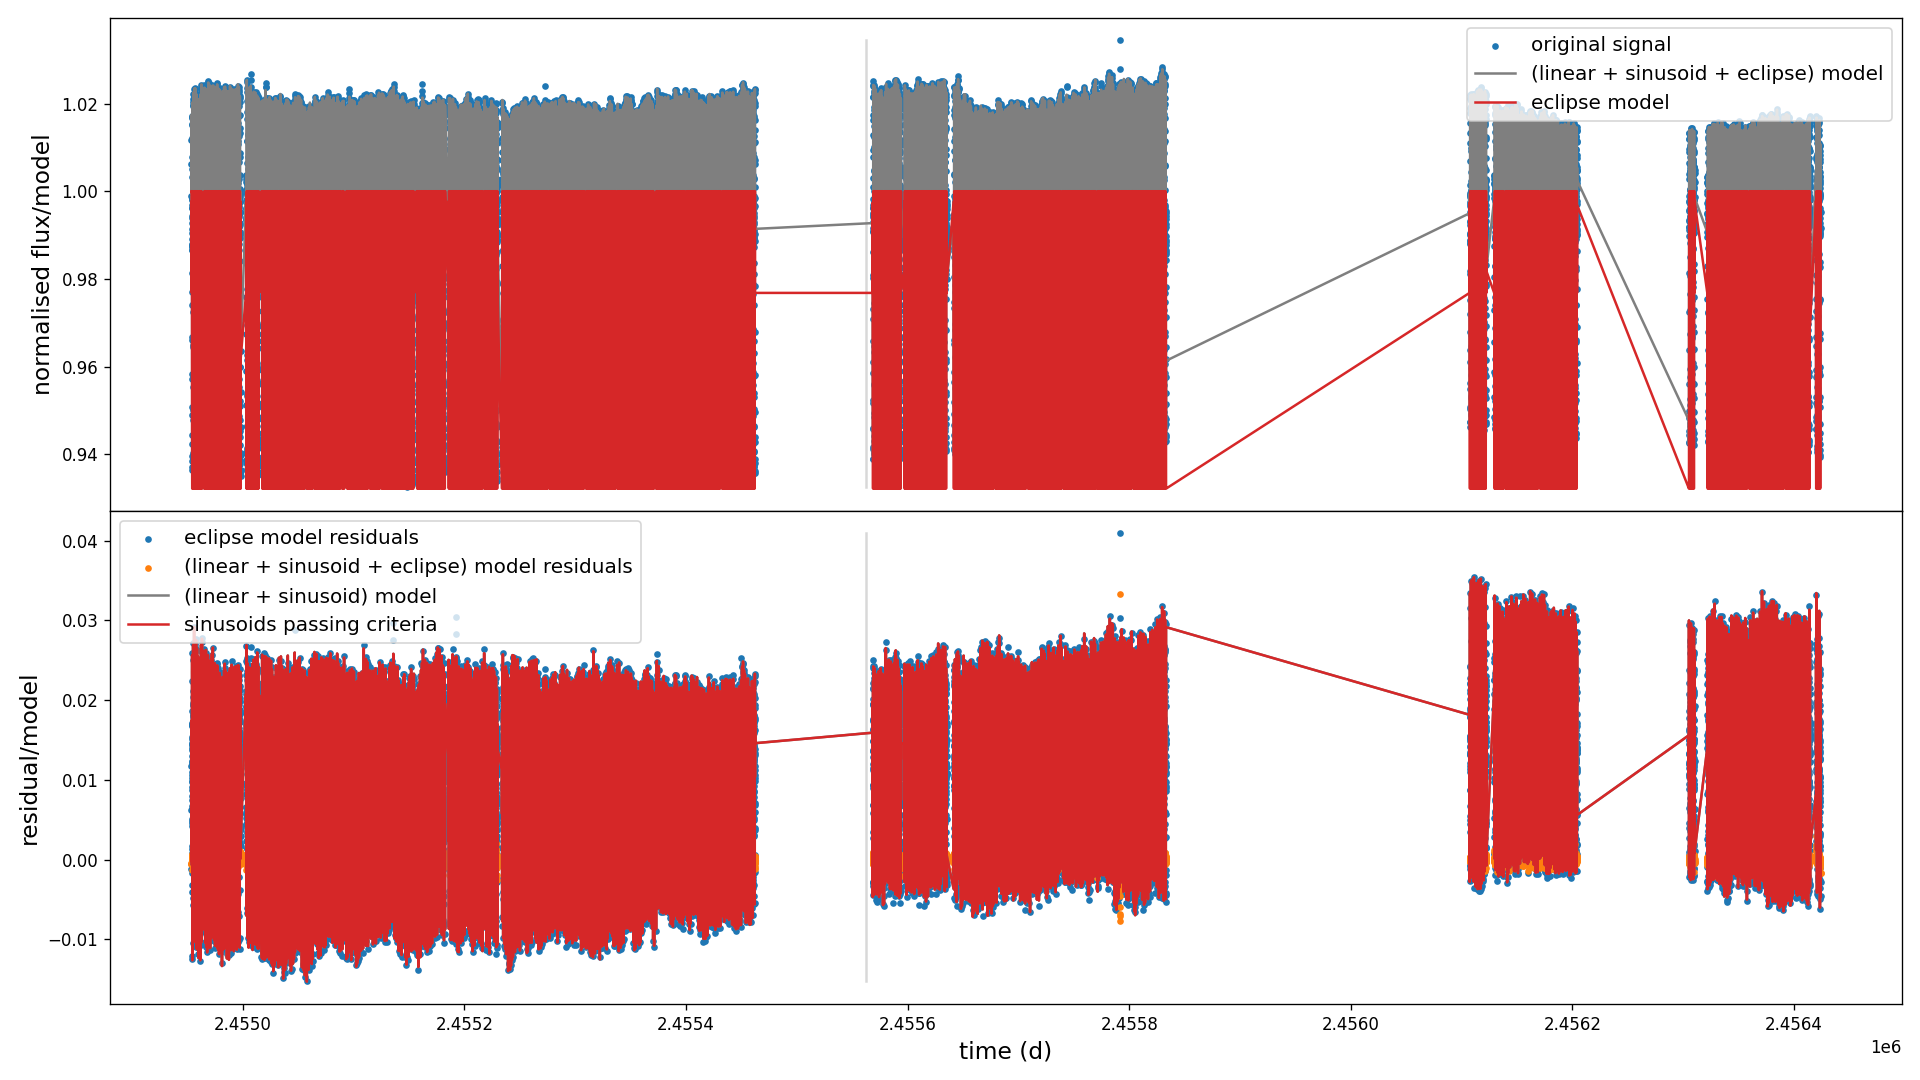 original signal
(linear + sinusoid + eclipse) model
eclipse model
1.02
1.00
0.98
0.96
0.94
normalised flux/model
eclipse model residuals
(linear + sinusoid + eclipse) model residuals
(linear + sinusoid) model
sinusoids passing criteria
0.04
0.03
0.02
0.01
0.00
−0.01
residual/model
2.4550
2.4552
2.4554
2.4556
2.4558
2.4560
2.4562
2.4564
1e6
time (d)